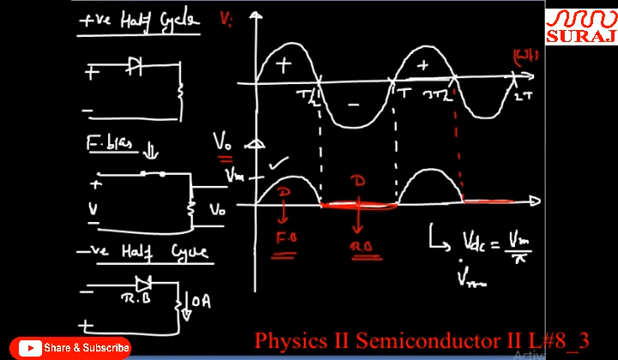 +ve Half Cycle
Vi
SURAJ
(ωt)
+
+
+
T/2
−
T
3T/2
2T
−
F.bias
Vo
Vm
D
D
+
V
Vo
F.B
R.B
Vdc = Vm/π
−ve Half Cycle
Vrm
−
R.B
0A
+
Share & Subscribe
Physics II Semiconductor II L#8_3